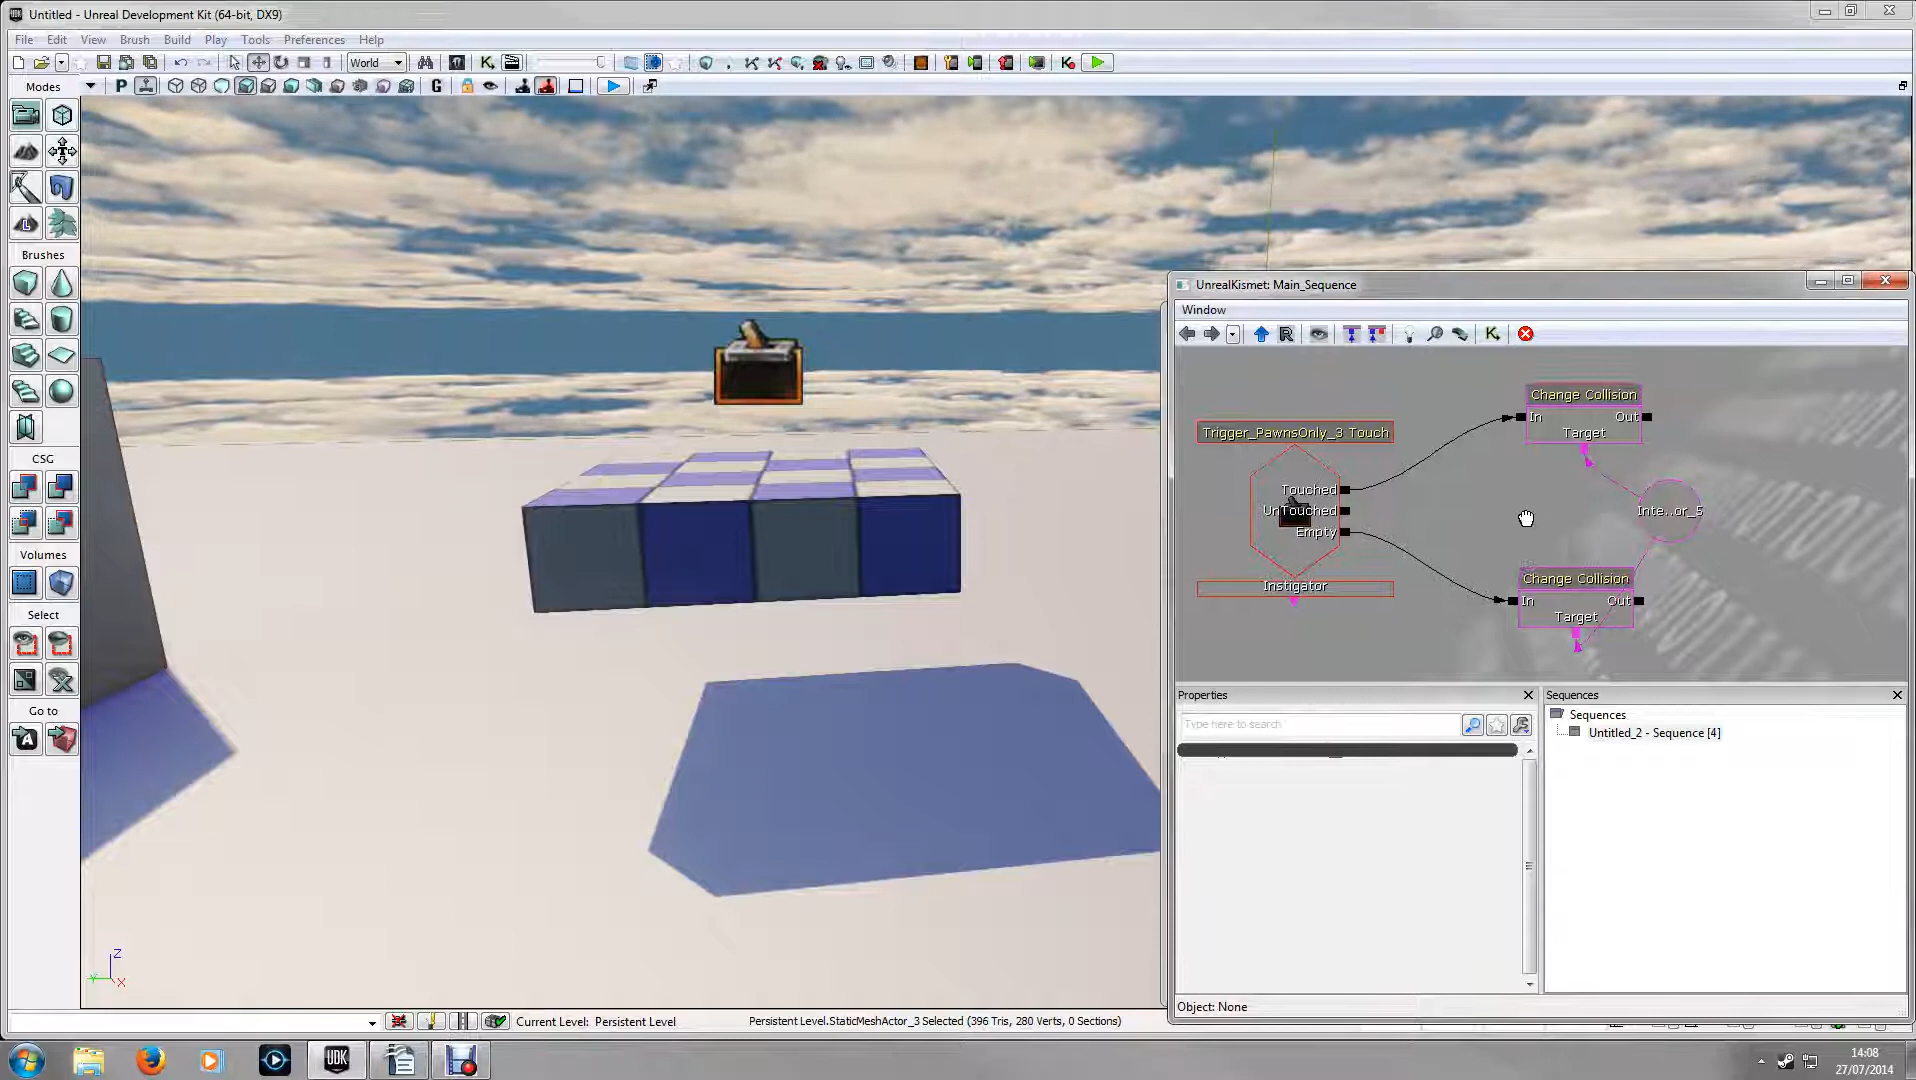 Untitled - Unreal Development Kit (64-bit, DX9)
File Edit View Brush Build Play Tools Preferences Help
World
Modes
P
G
Brushes
CSG
Volumes
Select
Go to
UnrealKismet: Main_Sequence
Window
R
Change Collision
In Out
Target
Trigger_PawnsOnly_3 Touch
Touched
UnTouched
Empty
Instigator
Inte..or_5
Change Collision
In Out
Target
Properties
Type here to search
Sequences
Sequences
Untitled_2 - Sequence [4]
Object: None
Z
Y
X
Current Level: Persistent Level
Persistent Level.StaticMeshActor_3 Selected (396 Tris, 280 Verts, 0 Sections)
UDK
14:08
27/07/2014